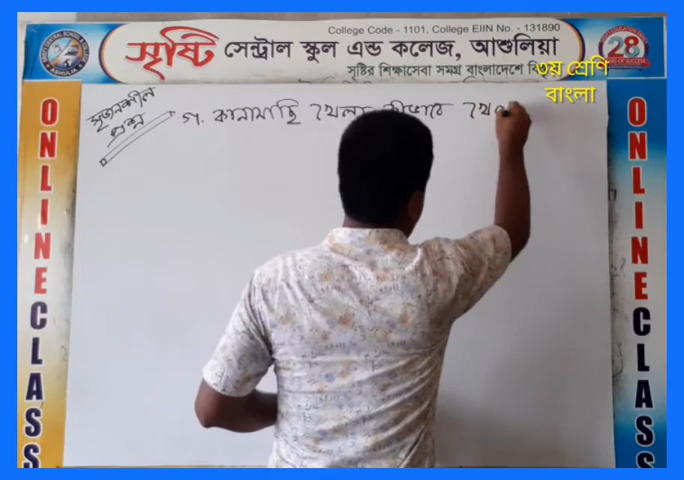 College Code - 1101, College EIIN No. - 131890
সৃষ্টি সেন্ট্রাল স্কুল এন্ড কলেজ, আশুলিয়া
সৃষ্টির শিক্ষাসেবা সমগ্র বাংলাদেশে
৩য় শ্রেণি
বাংলা
28
সৃজনশীল
প্রশ্ন
গ. কানামাছি খেলা কীভাবে
ONLINE CLASS
ONLINE CLASS